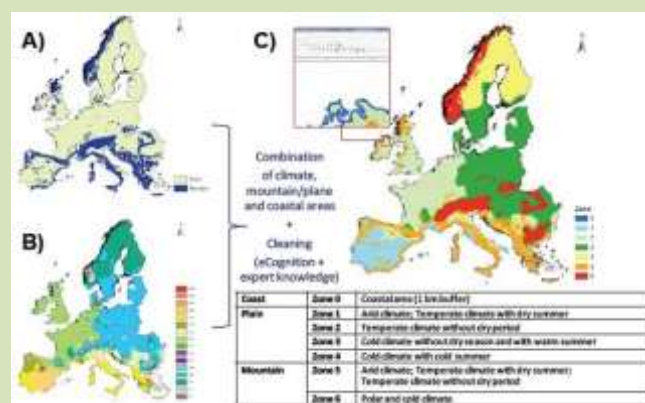 A)
B)
C)
Combination
of climate,
mountain/plane
and coastal areas
+
Cleaning
(eCognition +
expert knowledge)
Zone
Coast Zone 0 Coastal area (1 km buffer)
Plain Zone 1 Arid climate; Temperate climate with dry summer
Zone 2 Temperate climate without dry period
Zone 3 Cold climate without dry season and with warm summer
Zone 4 Cold climate with cold summer
Mountain Zone 5 Arid climate; Temperate climate with dry summer;
Temperate climate without dry period
Zone 6 Polar and cold climate